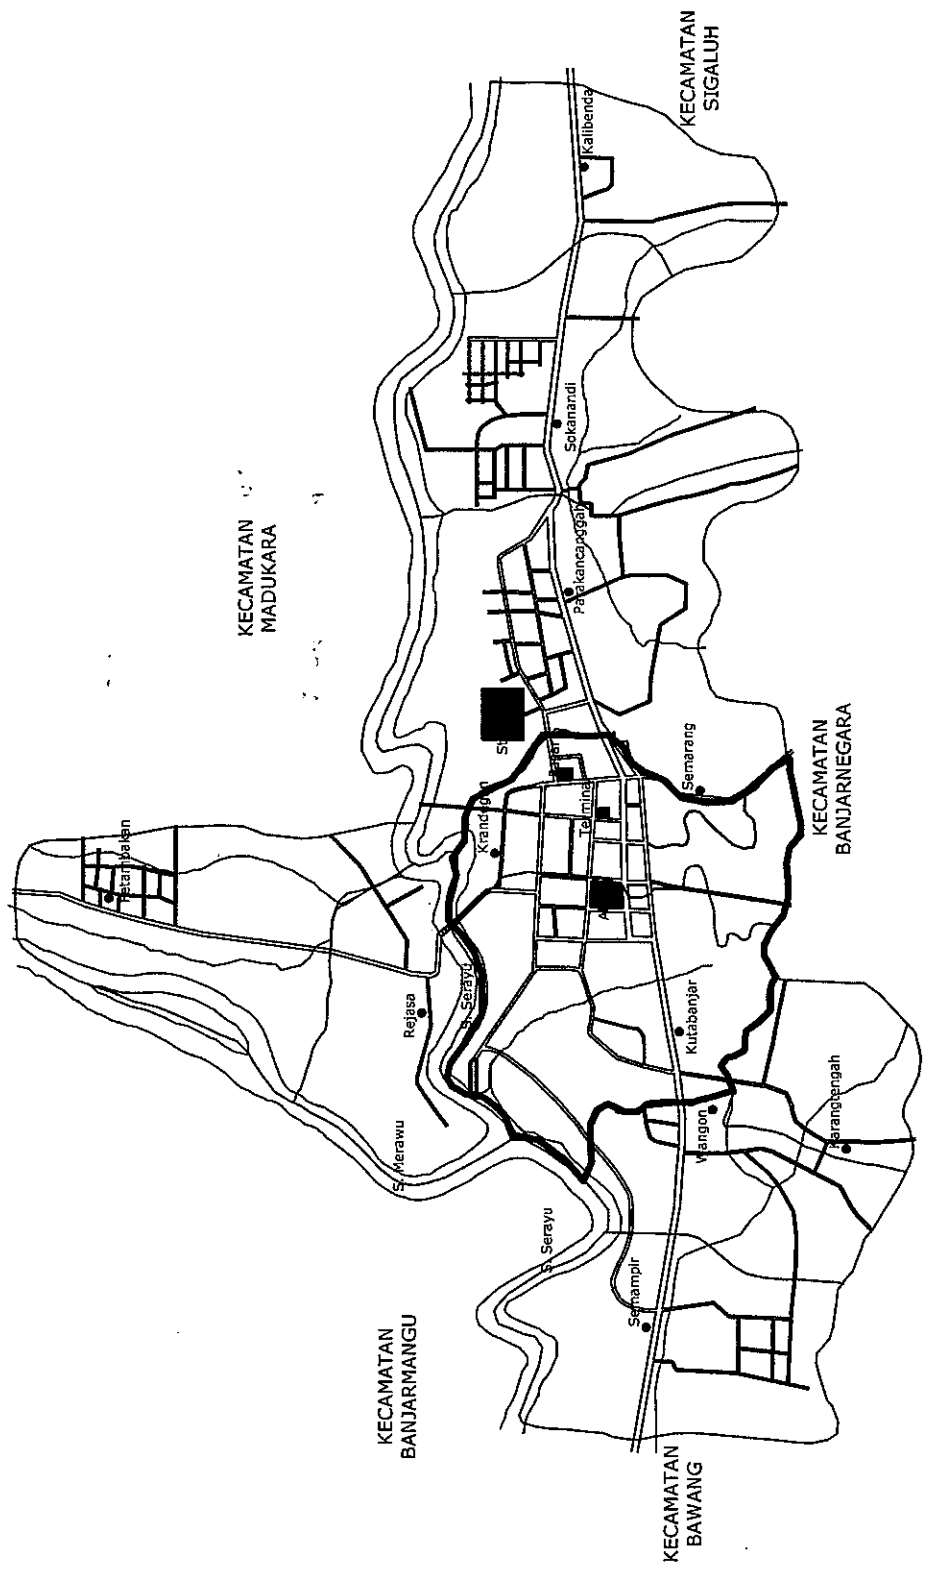 KECAMATAN
SIGALUH
Kalibenda
Sokanandi
KECAMATAN
MADUKARA
Parakancanggah
Semarang
KECAMATAN
BANJARNEGARA
Krandegan
Terminal
Petambakan
Rejasa
S. Serayu
Kutabanjar
Karangtengah
Wangon
S. Merawu
S. Serayu
Semampir
KECAMATAN
BANJARMANGU
KECAMATAN
BAWANG